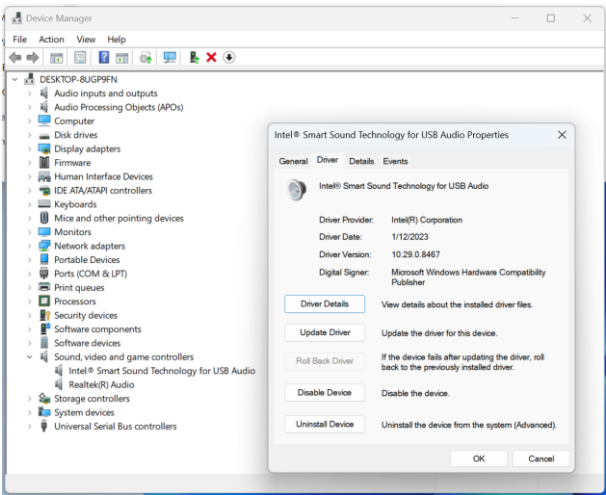 Device Manager
File Action View Help
DESKTOP-8UGP9FN
Audio inputs and outputs
Audio Processing Objects (APOs)
Computer
Disk drives
Display adapters
Firmware
Human Interface Devices
IDE ATA/ATAPI controllers
Keyboards
Mice and other pointing devices
Monitors
Network adapters
Portable Devices
Ports (COM & LPT)
Print queues
Processors
Security devices
Software components
Software devices
Sound, video and game controllers
Intel® Smart Sound Technology for USB Audio
Realtek(R) Audio
Storage controllers
System devices
Universal Serial Bus controllers
Intel® Smart Sound Technology for USB Audio Properties
General Driver Details Events
Intel® Smart Sound Technology for USB Audio
Driver Provider: Intel(R) Corporation
Driver Date: 1/12/2023
Driver Version: 10.29.0.8467
Digital Signer: Microsoft Windows Hardware Compatibility
Publisher
Driver Details View details about the installed driver files.
Update Driver Update the driver for this device.
Roll Back Driver If the device fails after updating the driver, roll
back to the previously installed driver.
Disable Device Disable the device.
Uninstall Device Uninstall the device from the system (Advanced).
OK Cancel